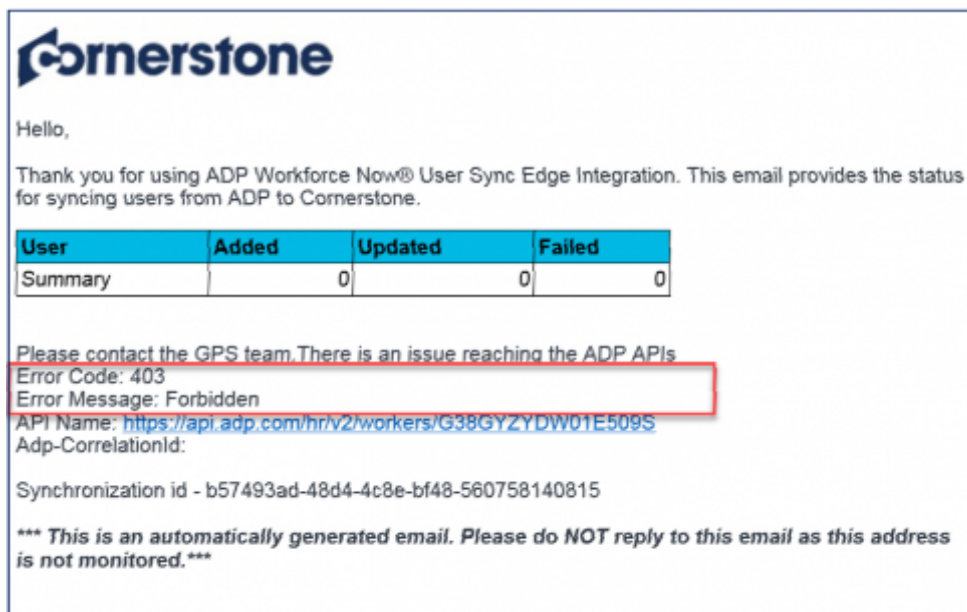 Cornerstone
Hello,
Thank you for using ADP Workforce Now® User Sync Edge Integration. This email provides the status
for syncing users from ADP to Cornerstone.
User Added Updated Failed
Summary 0 0 0
Please contact the GPS team.There is an issue reaching the ADP APIs
Error Code: 403
Error Message: Forbidden
API Name: https://api.adp.com/hr/v2/workers/G38GYZYDW01E509S
Adp-CorrelationId:
Synchronization id - b57493ad-48d4-4c8e-bf48-560758140815
*** This is an automatically generated email. Please do NOT reply to this email as this address
is not monitored.***